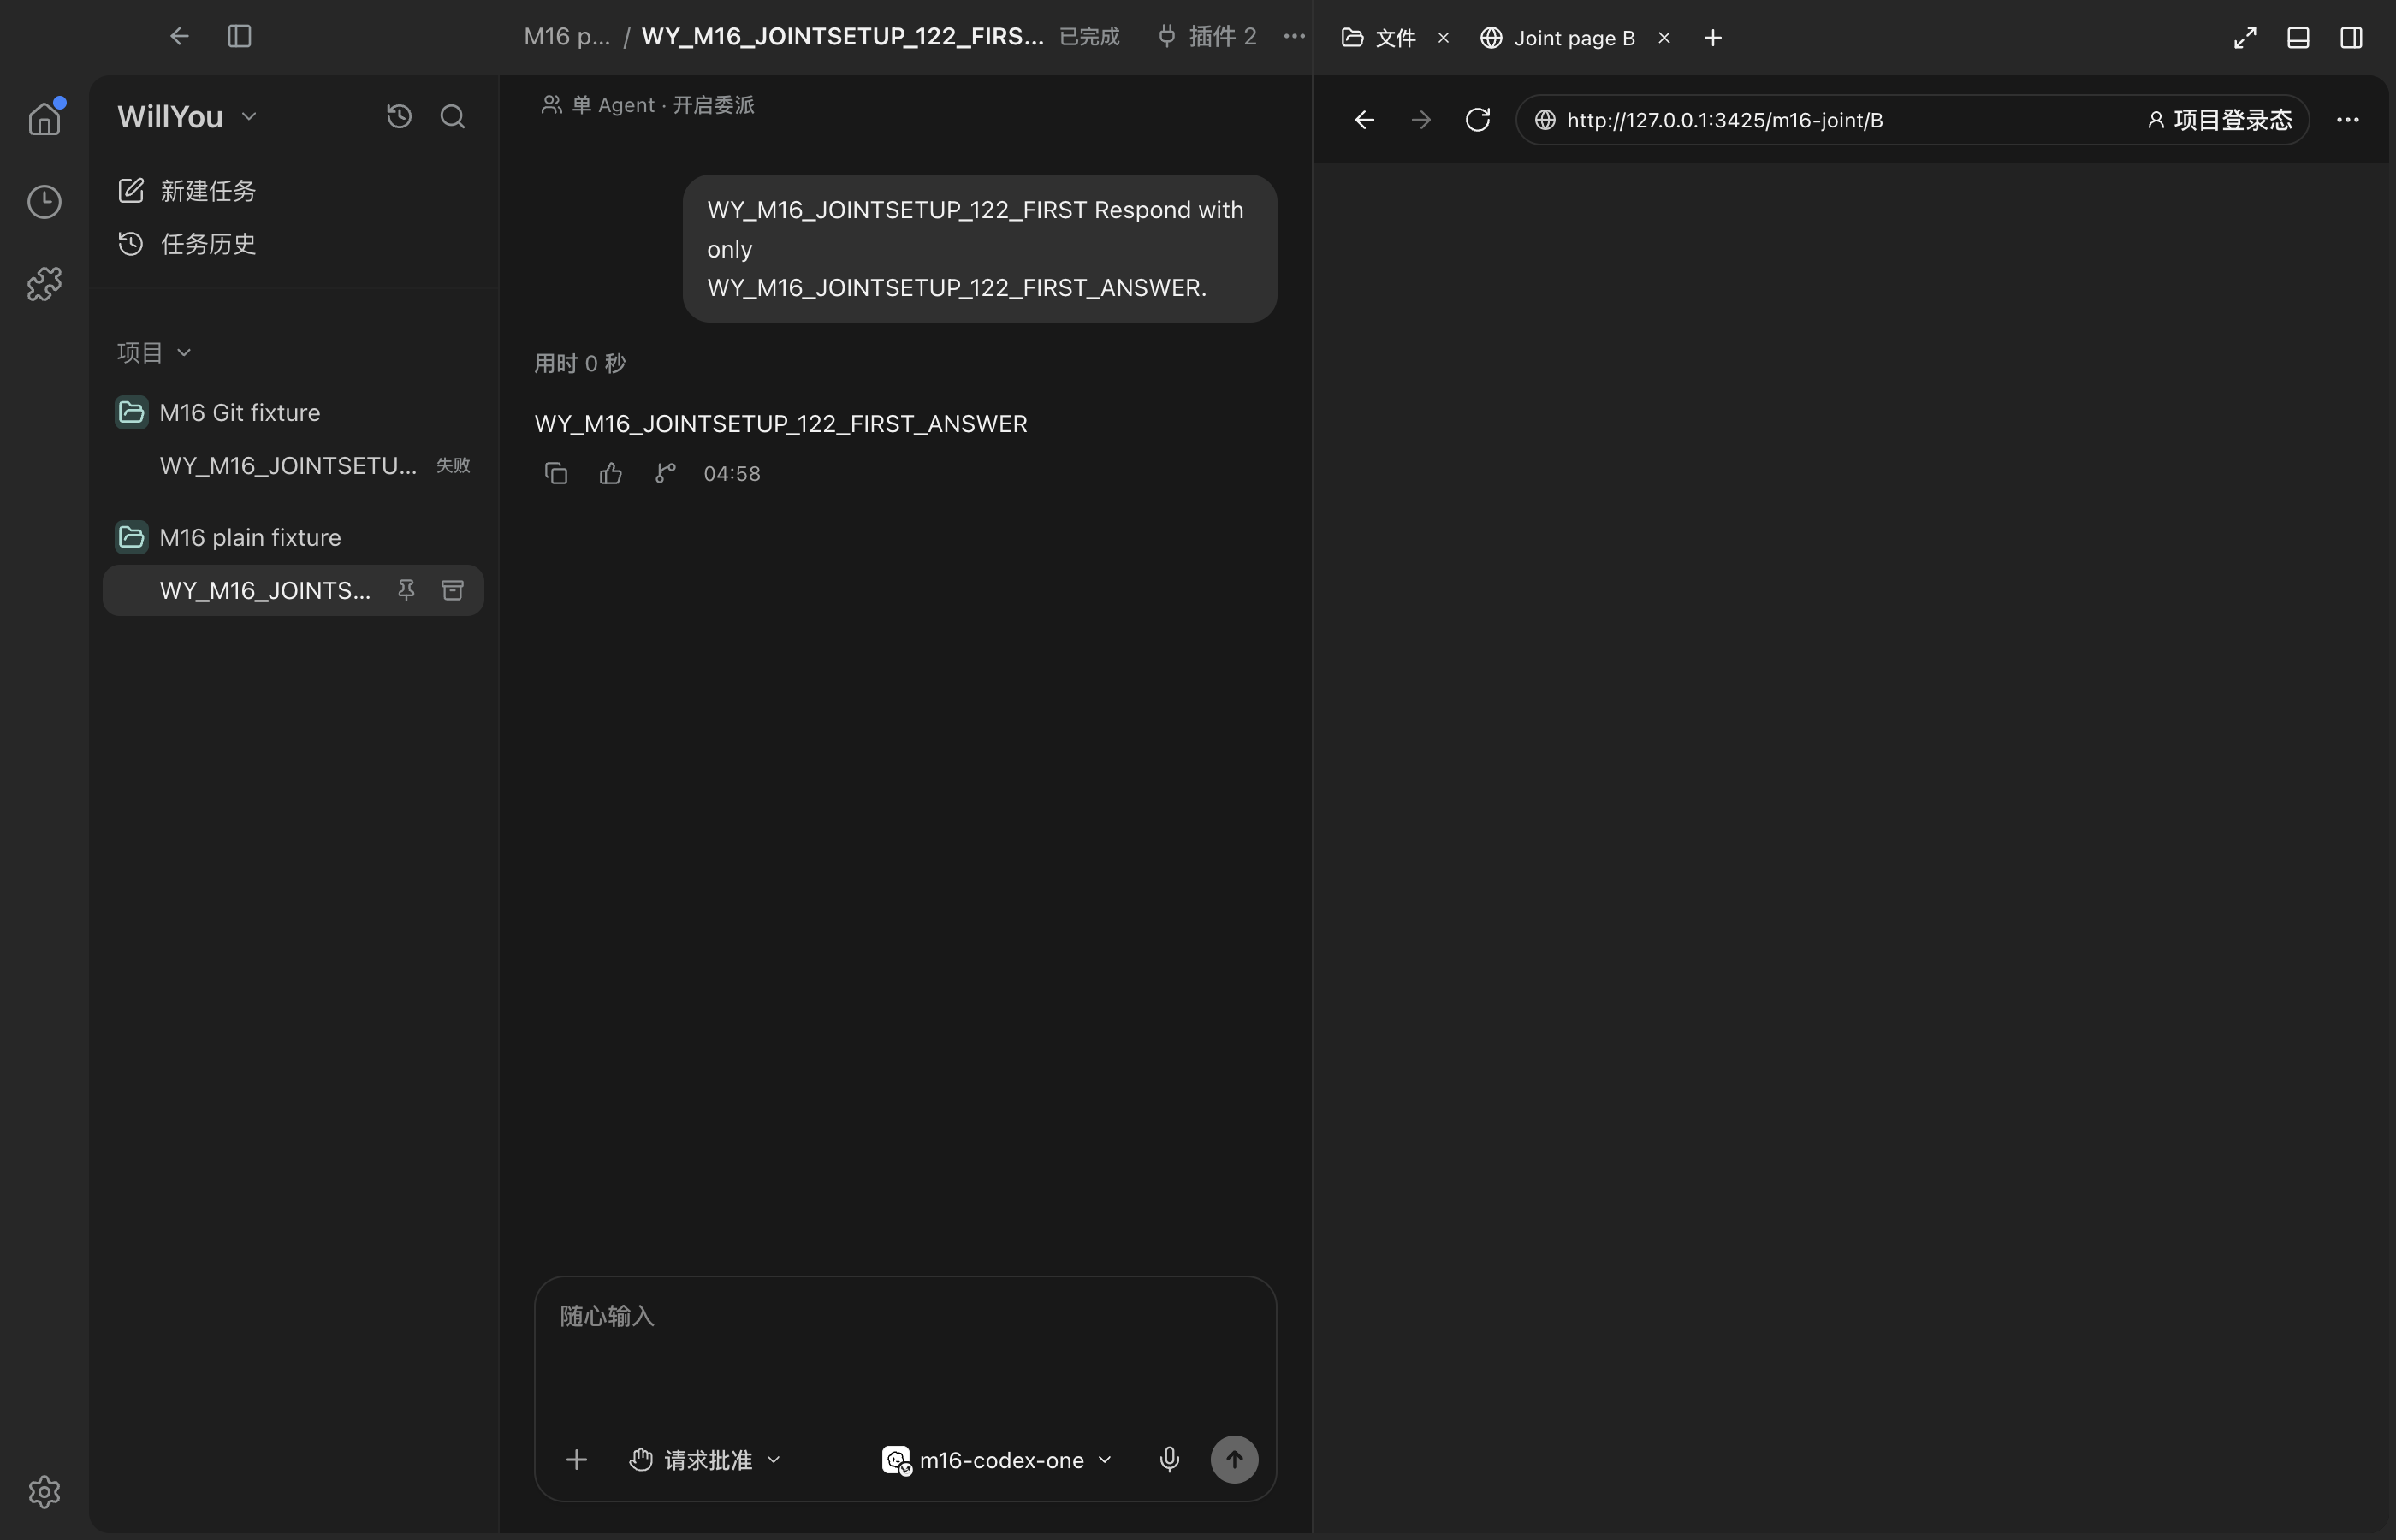 M16 p... / WY_M16_JOINTSETUP_122_FIRS... 已完成 插件 2
文件
Joint page B
WillYou
新建任务
任务历史
项目
M16 Git fixture
WY_M16_JOINTSETU... 失败
M16 plain fixture
WY_M16_JOINTS...
单 Agent · 开启委派
WY_M16_JOINTSETUP_122_FIRST Respond with
only
WY_M16_JOINTSETUP_122_FIRST_ANSWER.
用时 0 秒
WY_M16_JOINTSETUP_122_FIRST_ANSWER
04:58
随心输入
请求批准
m16-codex-one
http://127.0.0.1:3425/m16-joint/B
项目登录态